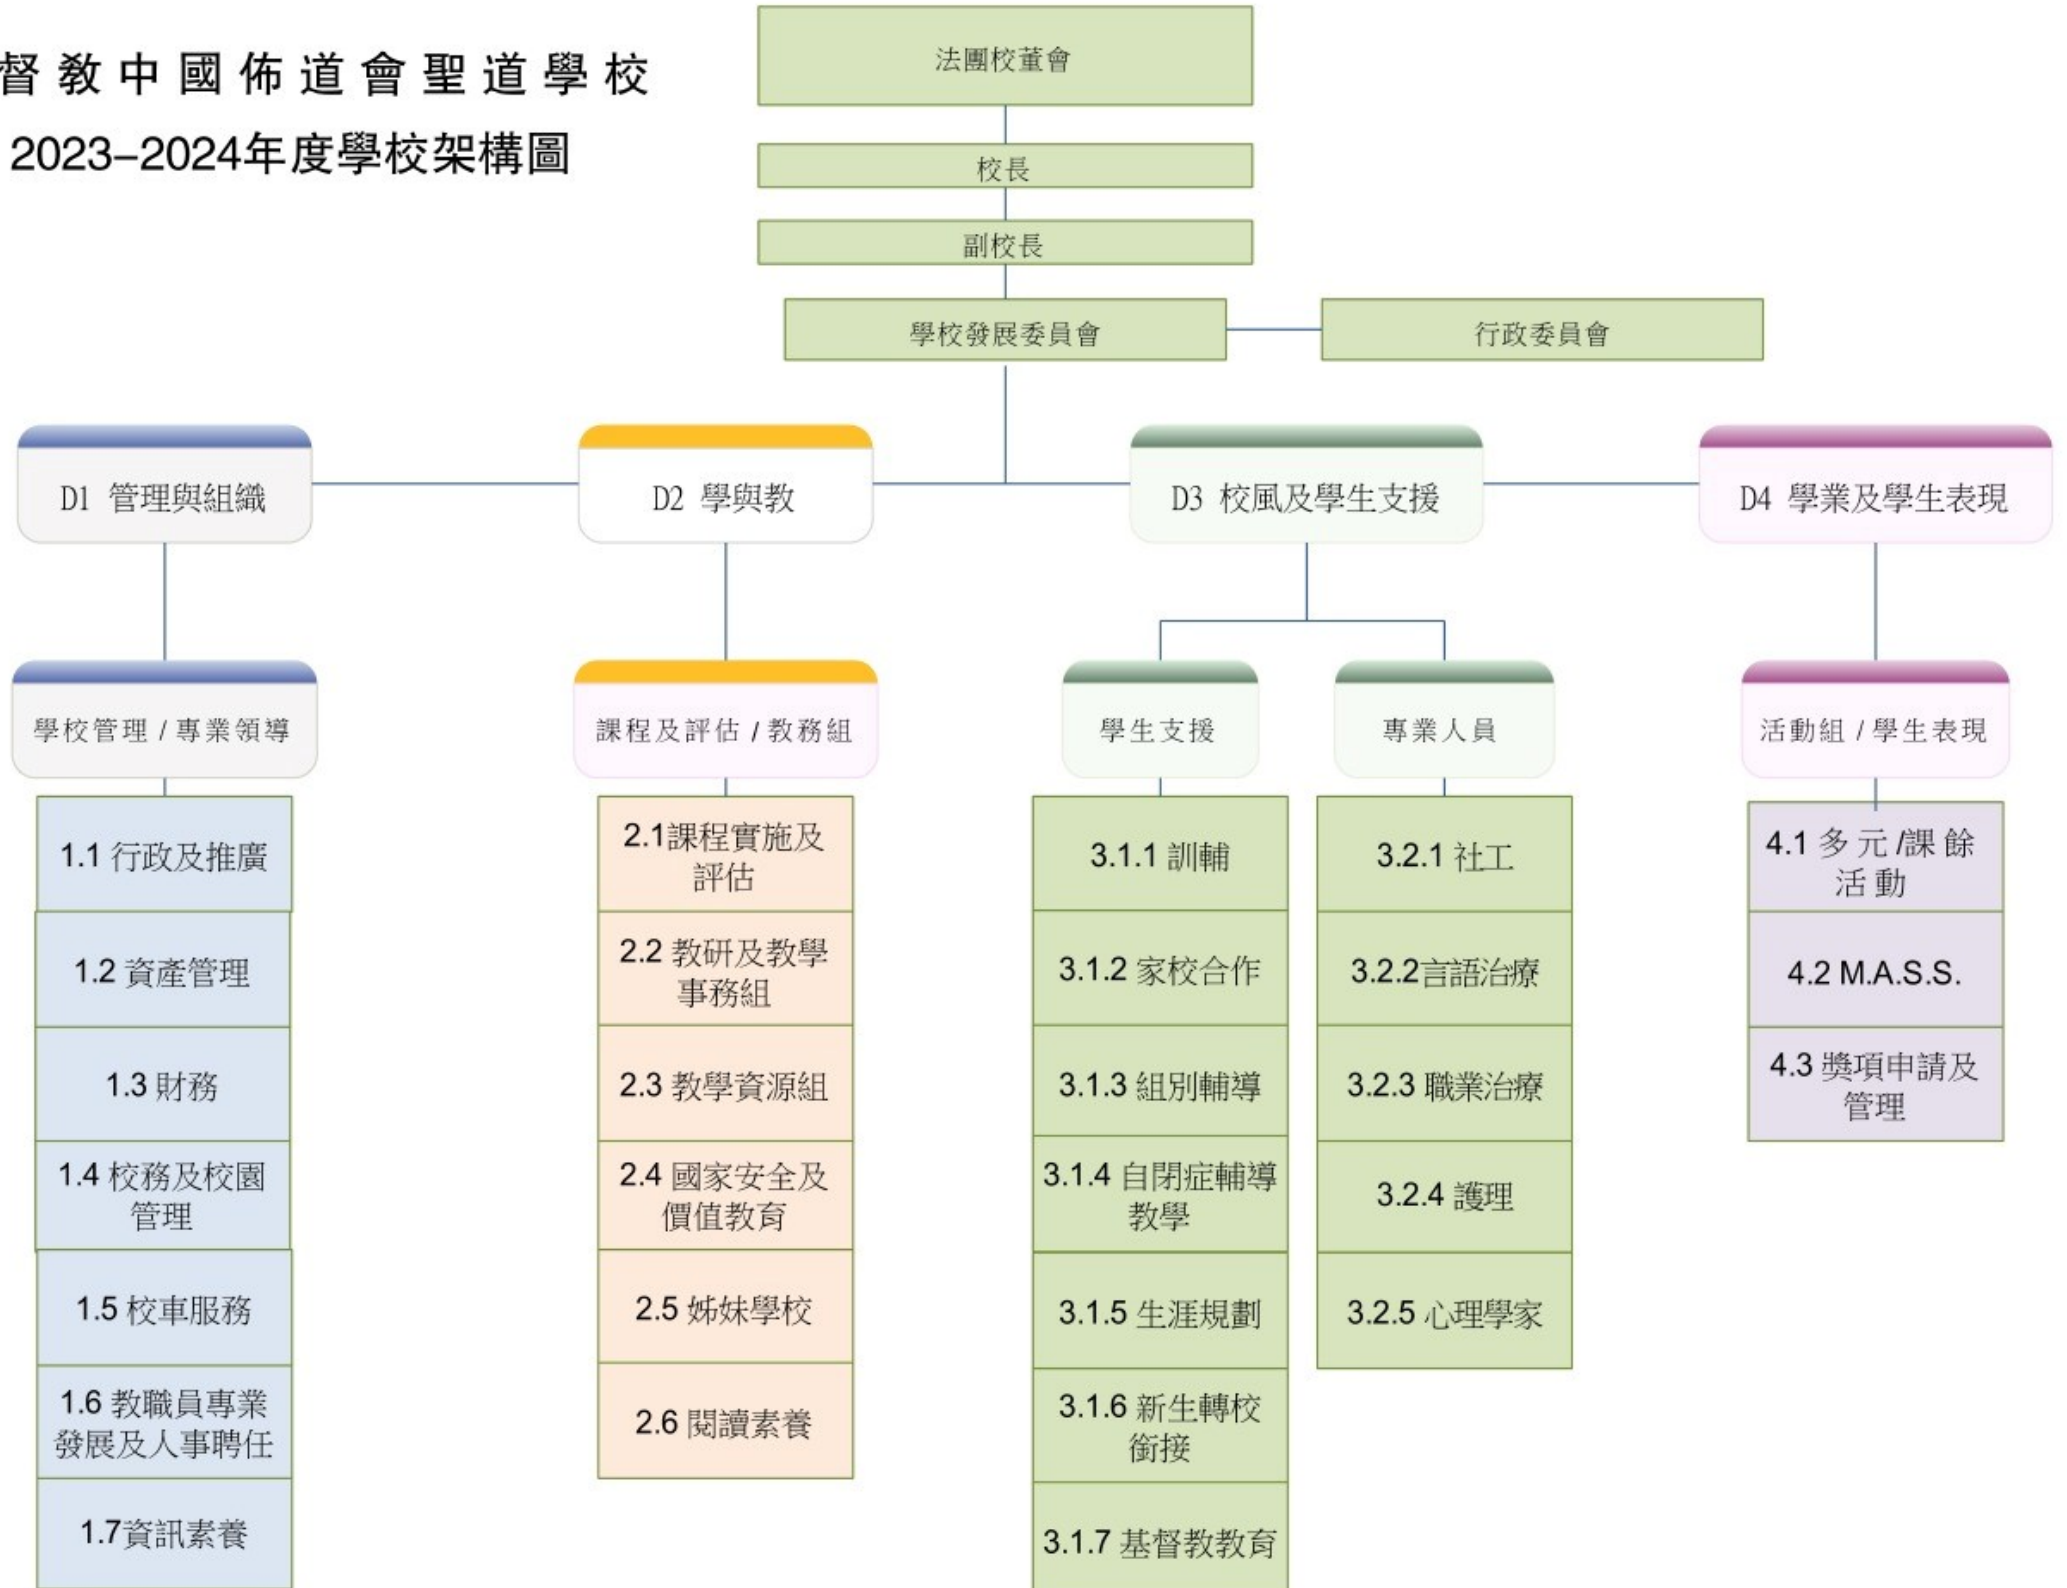 督教中國佈道會聖道學校
2023–2024年度學校架構圖
法團校董會
校長
副校長
學校發展委員會
行政委員會
D1 管理與組織
D2 學與教
D3 校風及學生支援
D4 學業及學生表現
學校管理 / 專業領導
課程及評估 / 教務組
學生支援
專業人員
活動組 / 學生表現
1.1 行政及推廣
1.2 資產管理
1.3 財務
1.4 校務及校園
管理
1.5 校車服務
1.6 教職員專業
發展及人事聘任
1.7資訊素養
2.1課程實施及
評估
2.2 教研及教學
事務組
2.3 教學資源組
2.4 國家安全及
價值教育
2.5 姊妹學校
2.6 閱讀素養
3.1.1 訓輔
3.1.2 家校合作
3.1.3 組別輔導
3.1.4 自閉症輔導
教學
3.1.5 生涯規劃
3.1.6 新生轉校
銜接
3.1.7 基督教教育
3.2.1 社工
3.2.2言語治療
3.2.3 職業治療
3.2.4 護理
3.2.5 心理學家
4.1 多元/課餘
活動
4.2 M.A.S.S.
4.3 獎項申請及
管理